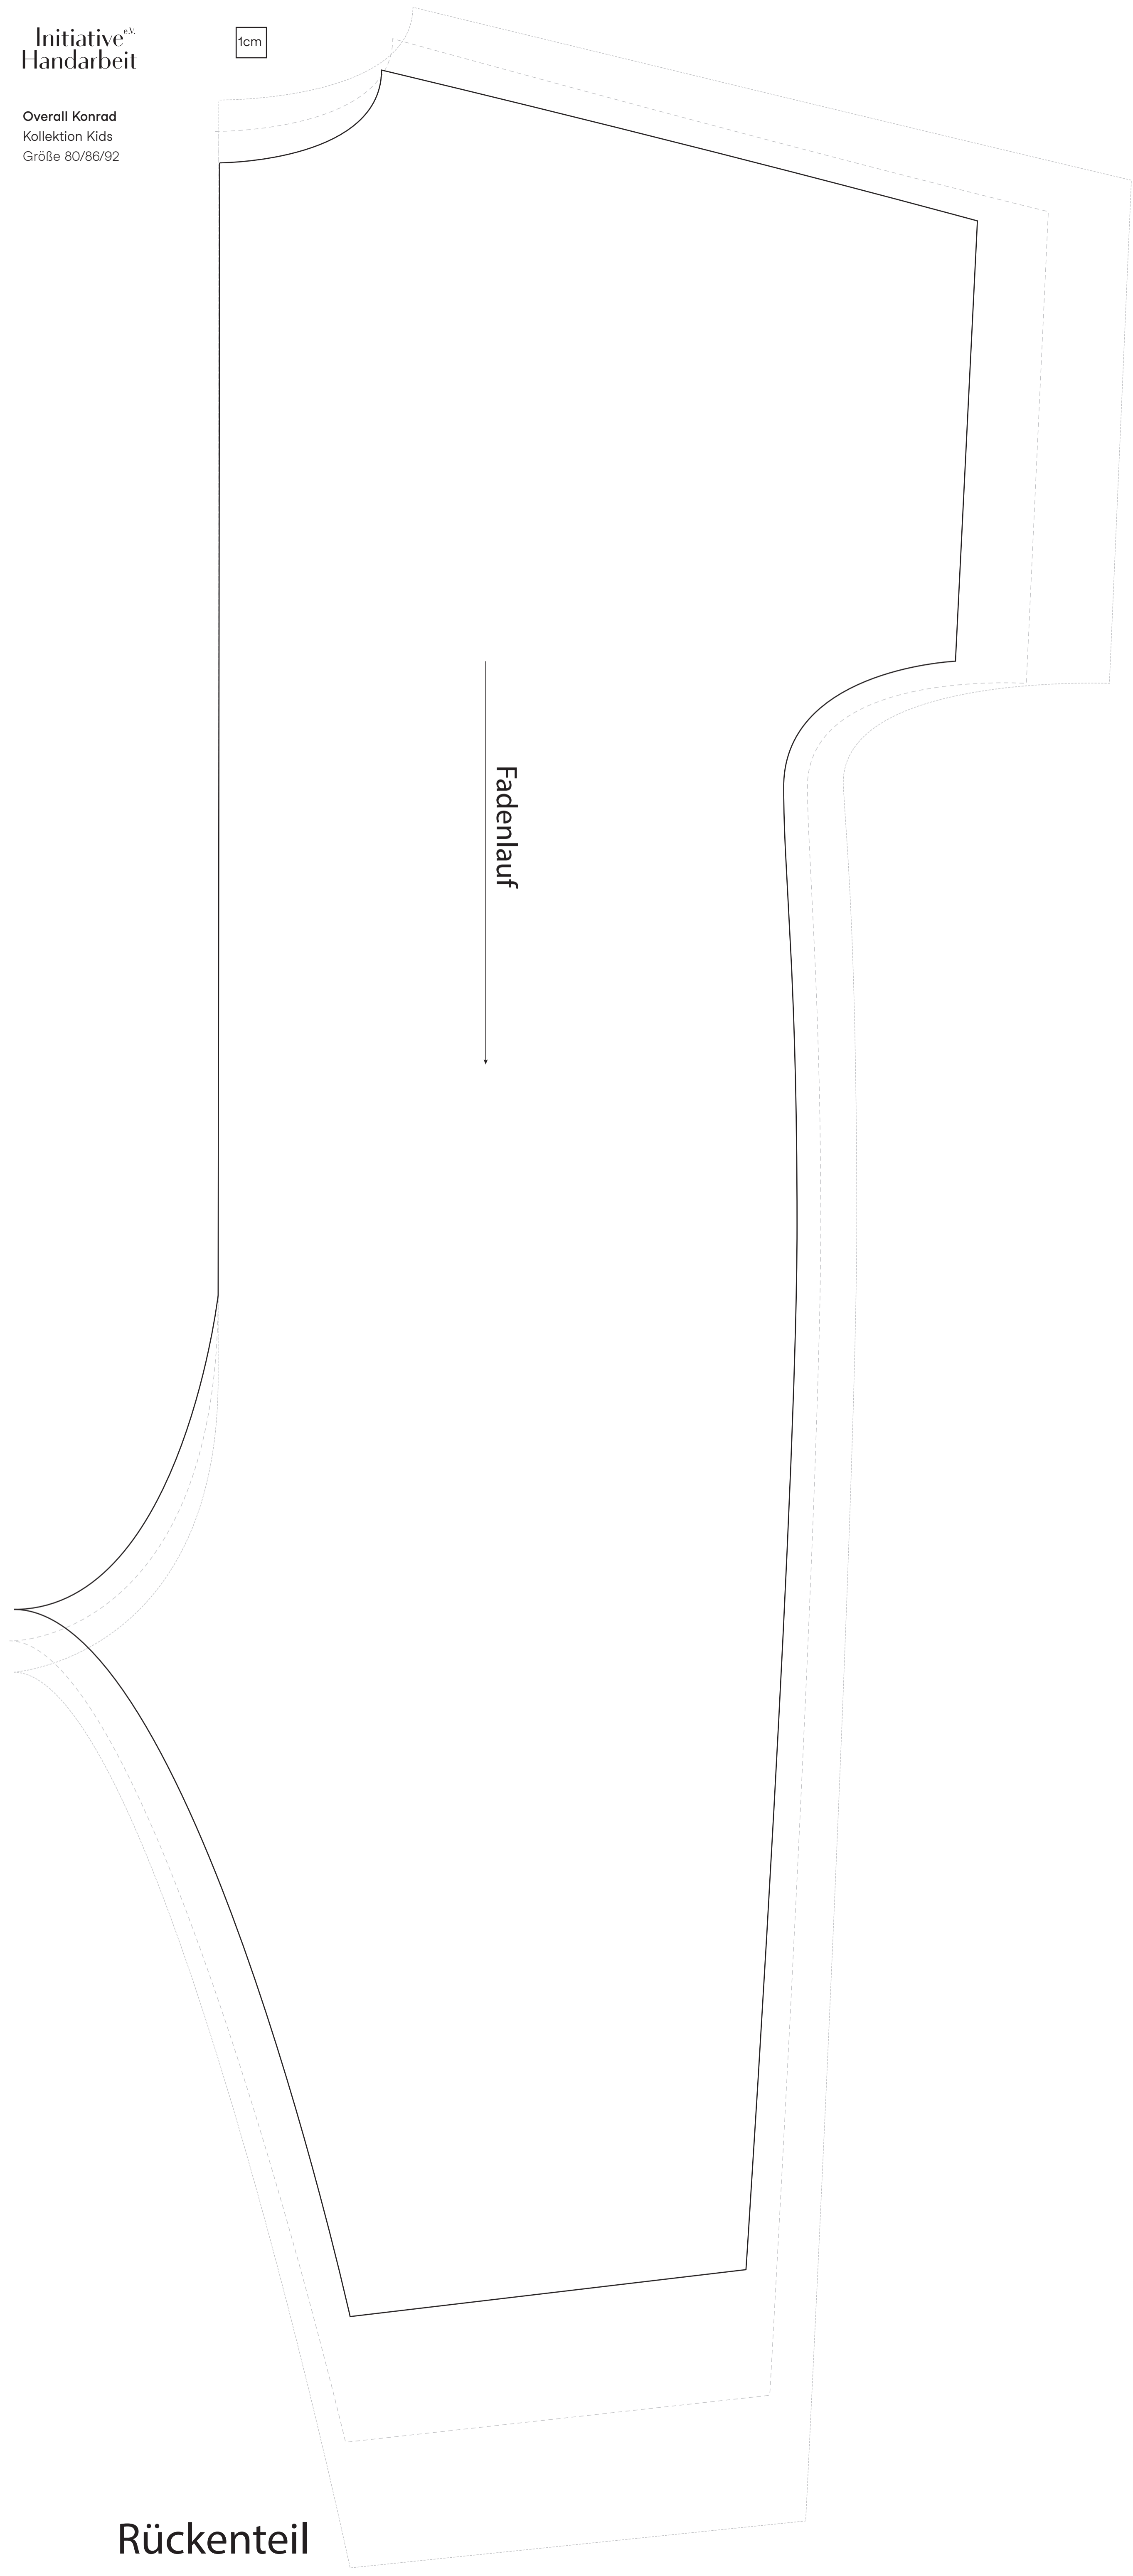 Initiative e.V.
Handarbeit
1cm
Overall Konrad
Kollektion Kids
Größe 80/86/92
Fadenlauf
Rückenteil